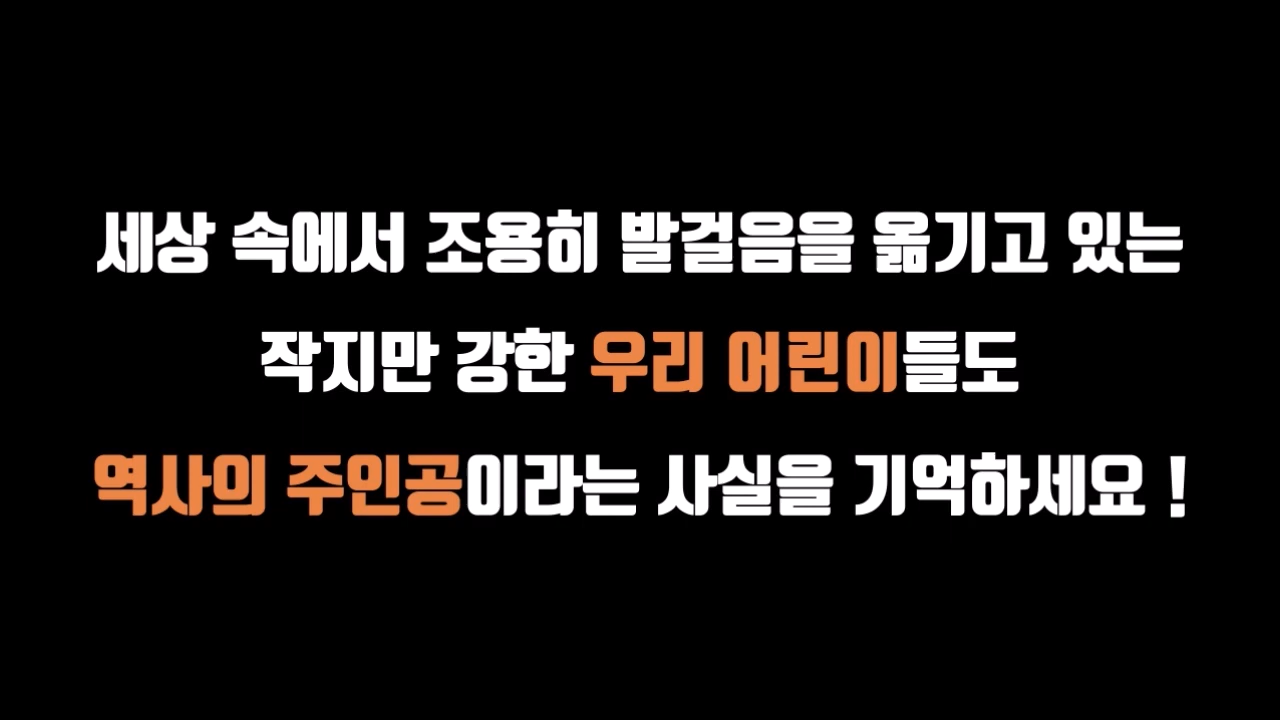 세상 속에서 조용히 발걸음을 옮기고 있는
작지만 강한 우리 어린이들도
역사의 주인공이라는 사실을 기억하세요 !